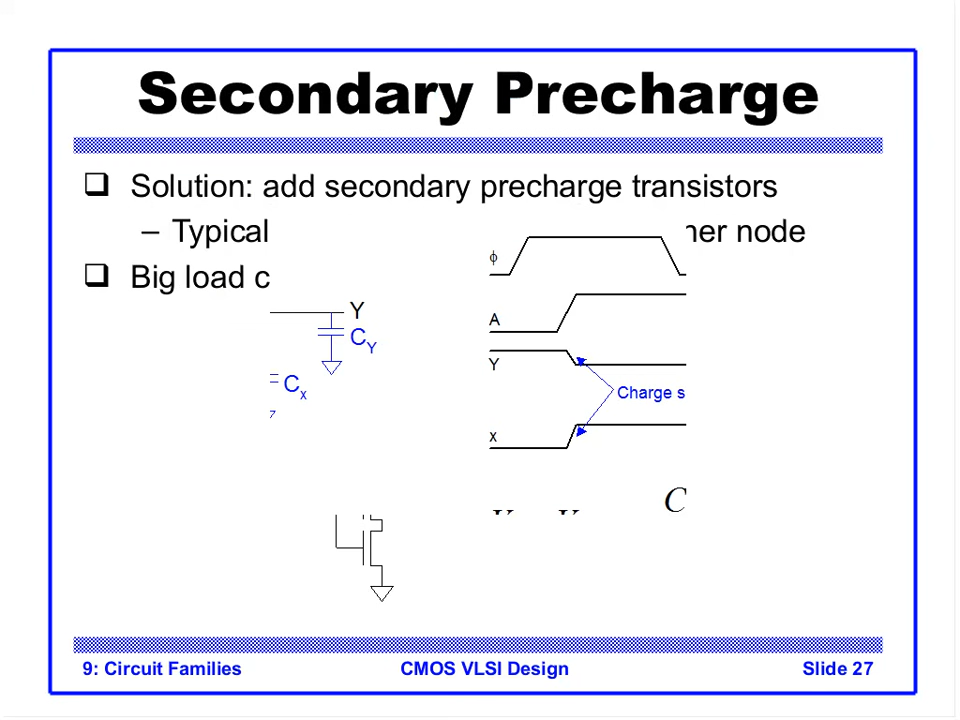 Secondary Precharge
❑ Solution: add secondary precharge transistors
– Typical node
❑ Big load c
ϕ
Y
A
C_Y
Y
C_x
Charge s
x
C
9: Circuit Families CMOS VLSI Design Slide 27